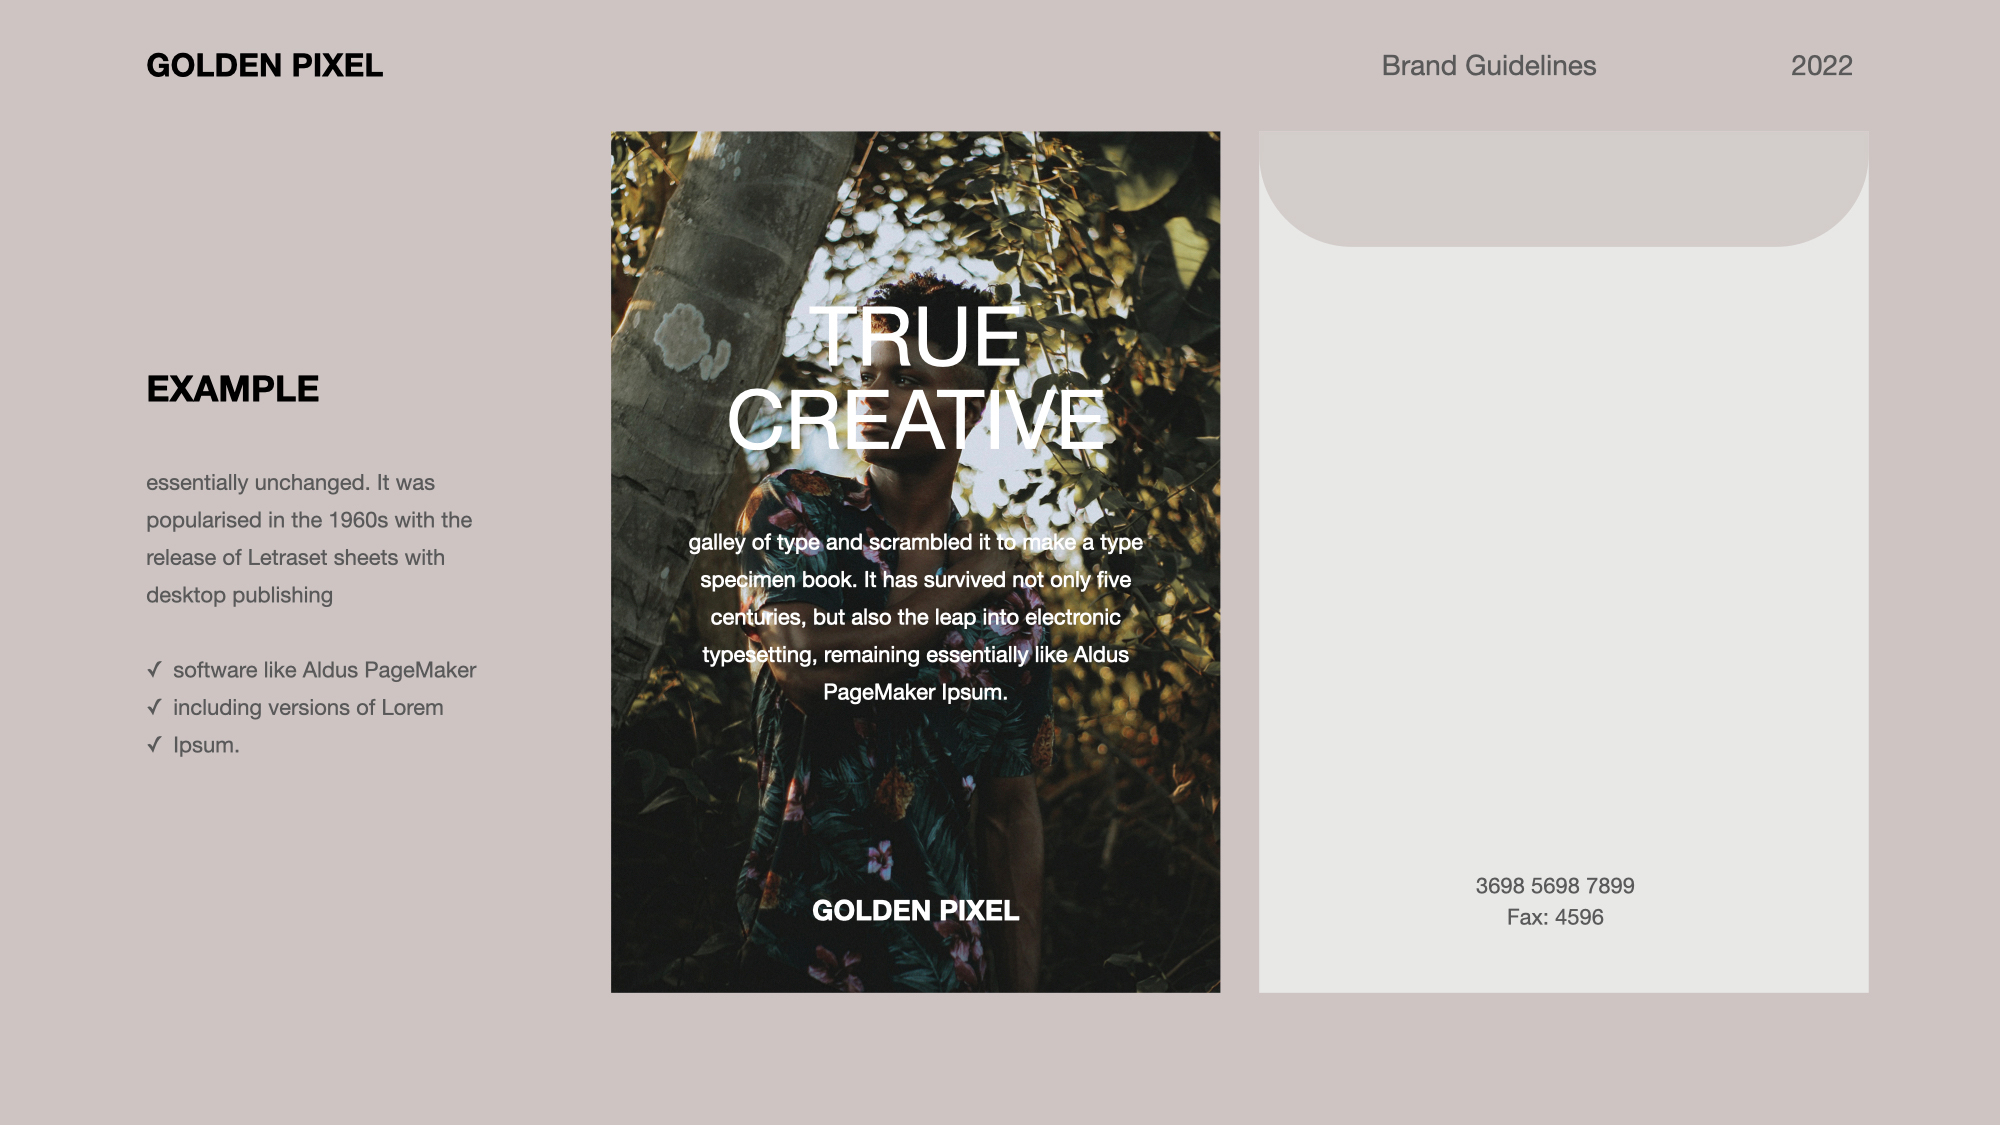 GOLDEN PIXEL
Brand Guidelines
2022
EXAMPLE
essentially unchanged. It was
popularised in the 1960s with the
release of Letraset sheets with
desktop publishing
✓ software like Aldus PageMaker
✓ including versions of Lorem
✓ Ipsum.
TRUE
CREATIVE
galley of type and scrambled it to make a type
specimen book. It has survived not only five
centuries, but also the leap into electronic
typesetting, remaining essentially like Aldus
PageMaker Ipsum.
GOLDEN PIXEL
3698 5698 7899
Fax: 4596